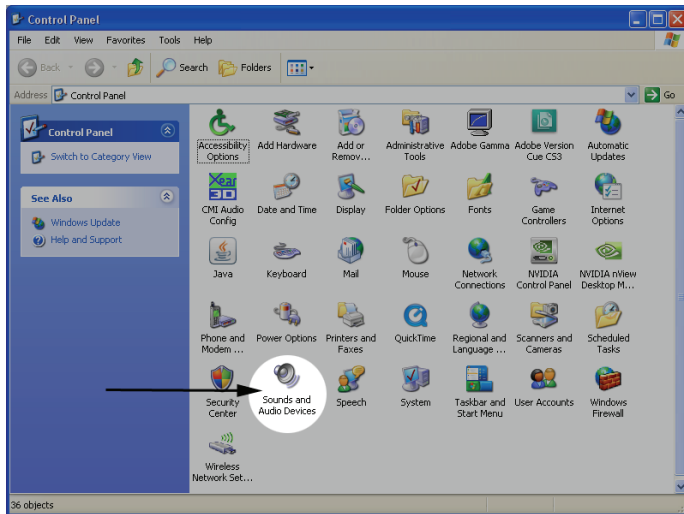 Control Panel
File Edit View Favorites Tools Help
Back Search Folders
Address Control Panel Go
Control Panel
Switch to Category View
See Also
Windows Update
Help and Support
Accessibility Options
Add Hardware
Add or Remov...
Administrative Tools
Adobe Gamma
Adobe Version Cue CS3
Automatic Updates
Xear 3D
CMI Audio Config
Date and Time
Display
Folder Options
Fonts
Game Controllers
Internet Options
Java
Keyboard
Mail
Mouse
Network Connections
NVIDIA Control Panel
NVIDIA nView Desktop M...
Phone and Modem ...
Power Options
Printers and Faxes
QuickTime
Regional and Language ...
Scanners and Cameras
Scheduled Tasks
Security Center
Sounds and Audio Devices
Speech
System
Taskbar and Start Menu
User Accounts
Windows Firewall
Wireless Network Set...
36 objects